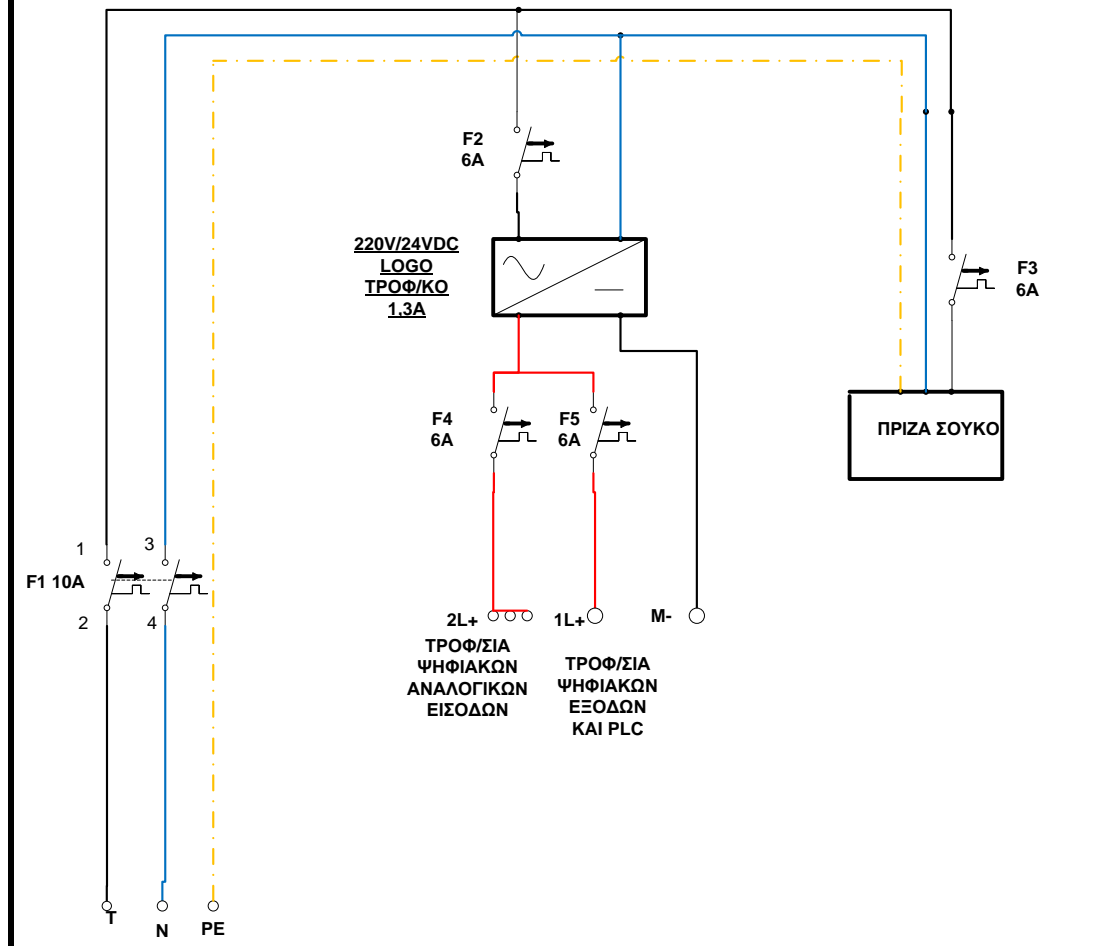 F2
6A
220V/24VDC
LOGO
ΤΡΟΦ/ΚΟ
1,3A
F3
6A
F4
6A
F5
6A
ΠΡΙΖΑ ΣΟΥΚΟ
1
3
F1 10A
2
4
2L+
1L+
M-
ΤΡΟΦ/ΣΙΑ
ΨΗΦΙΑΚΩΝ
ΑΝΑΛΟΓΙΚΩΝ
ΕΙΣΟΔΩΝ
ΤΡΟΦ/ΣΙΑ
ΨΗΦΙΑΚΩΝ
ΕΞΟΔΩΝ
ΚΑΙ PLC
T
N
PE